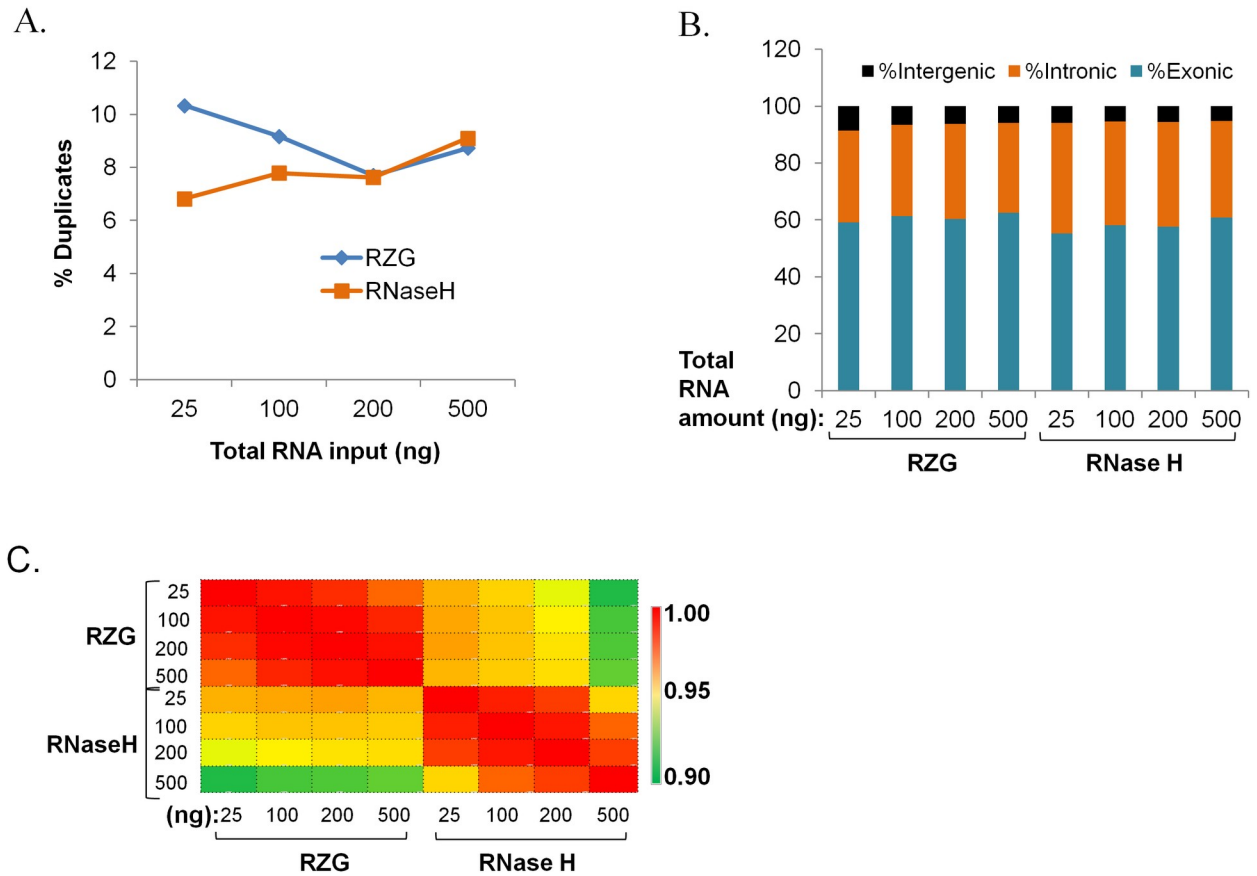 A.
12
10
8
6
4
2
0
% Duplicates
RZG
RNaseH
25 100 200 500
Total RNA input (ng)
B.
120
100
80
60
40
20
0
%Intergenic %Intronic %Exonic
Total
RNA
amount (ng): 25 100 200 500 25 100 200 500
RZG RNase H
C.
RZG
25
100
200
500
RNaseH
25
100
200
500
1.00
0.95
0.90
(ng): 25 100 200 500 25 100 200 500
RZG RNase H